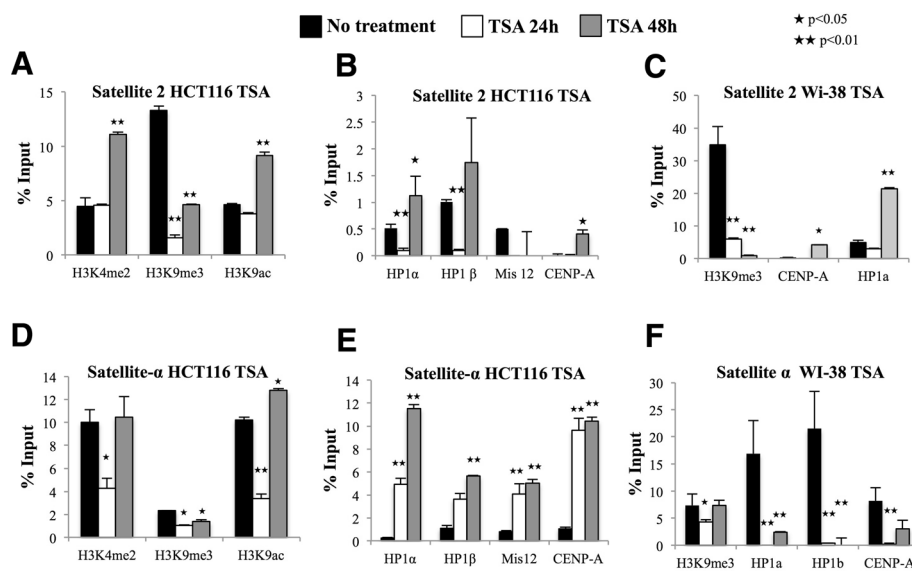 No treatment TSA 24h TSA 48h
★ p<0.05
★★ p<0.01
A
Satellite 2 HCT116 TSA
% Input
15
10
5
0
★★
★★
★★
★★
H3K4me2 H3K9me3 H3K9ac
B
Satellite 2 HCT116 TSA
% Input
3
2.5
2
1.5
1
0.5
0
★★
★
★★
★
HP1α HP1 β Mis 12 CENP-A
C
Satellite 2 Wi-38 TSA
% Input
50
40
30
20
10
0
★★
★★
★
★★
H3K9me3 CENP-A HP1a
D
Satellite-α HCT116 TSA
% Input
14
12
10
8
6
4
2
0
★
★
★
★★
★
H3K4me2 H3K9me3 H3K9ac
E
Satellite-α HCT116 TSA
% Input
14
12
10
8
6
4
2
0
★★
★★
★★
★★
★★
★★
★★
HP1α HP1β Mis12 CENP-A
F
Satellite α WI-38 TSA
% Input
30
25
20
15
10
5
0
★
★★
★★
★★
★★
★★
H3K9me3 HP1a HP1b CENP-A